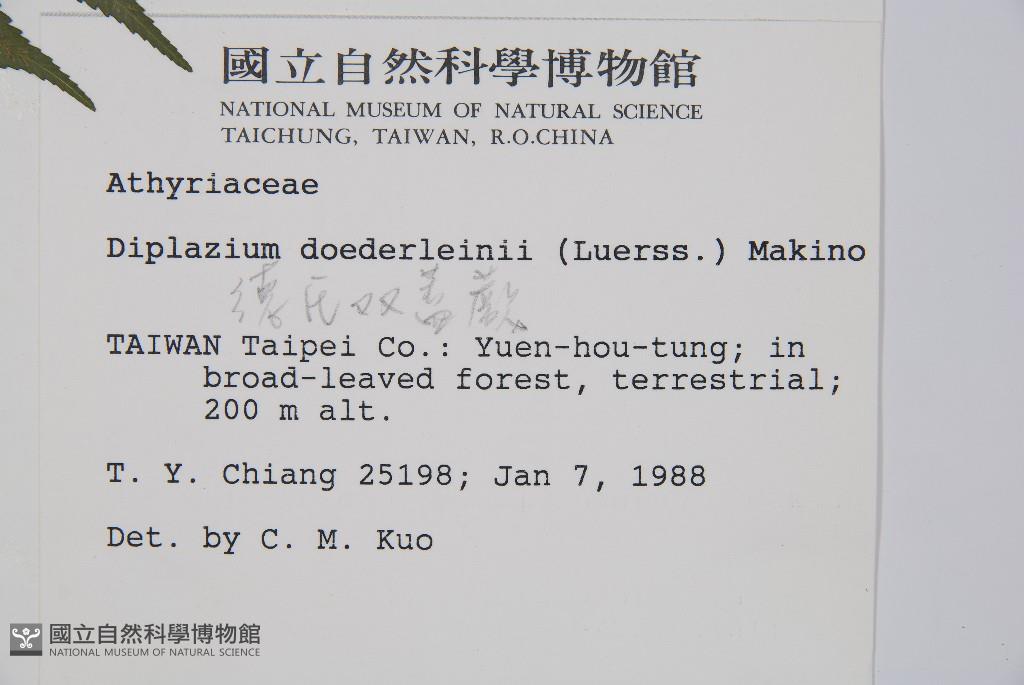 國立自然科學博物館
NATIONAL MUSEUM OF NATURAL SCIENCE
TAICHUNG, TAIWAN, R.O.CHINA
Athyriaceae
Diplazium doederleinii (Luerss.) Makino
德氏双蓋蕨
TAIWAN Taipei Co.: Yuen-hou-tung; in
broad-leaved forest, terrestrial;
200 m alt.
T. Y. Chiang 25198; Jan 7, 1988
Det. by C. M. Kuo
國立自然科學博物館
NATIONAL MUSEUM OF NATURAL SCIENCE